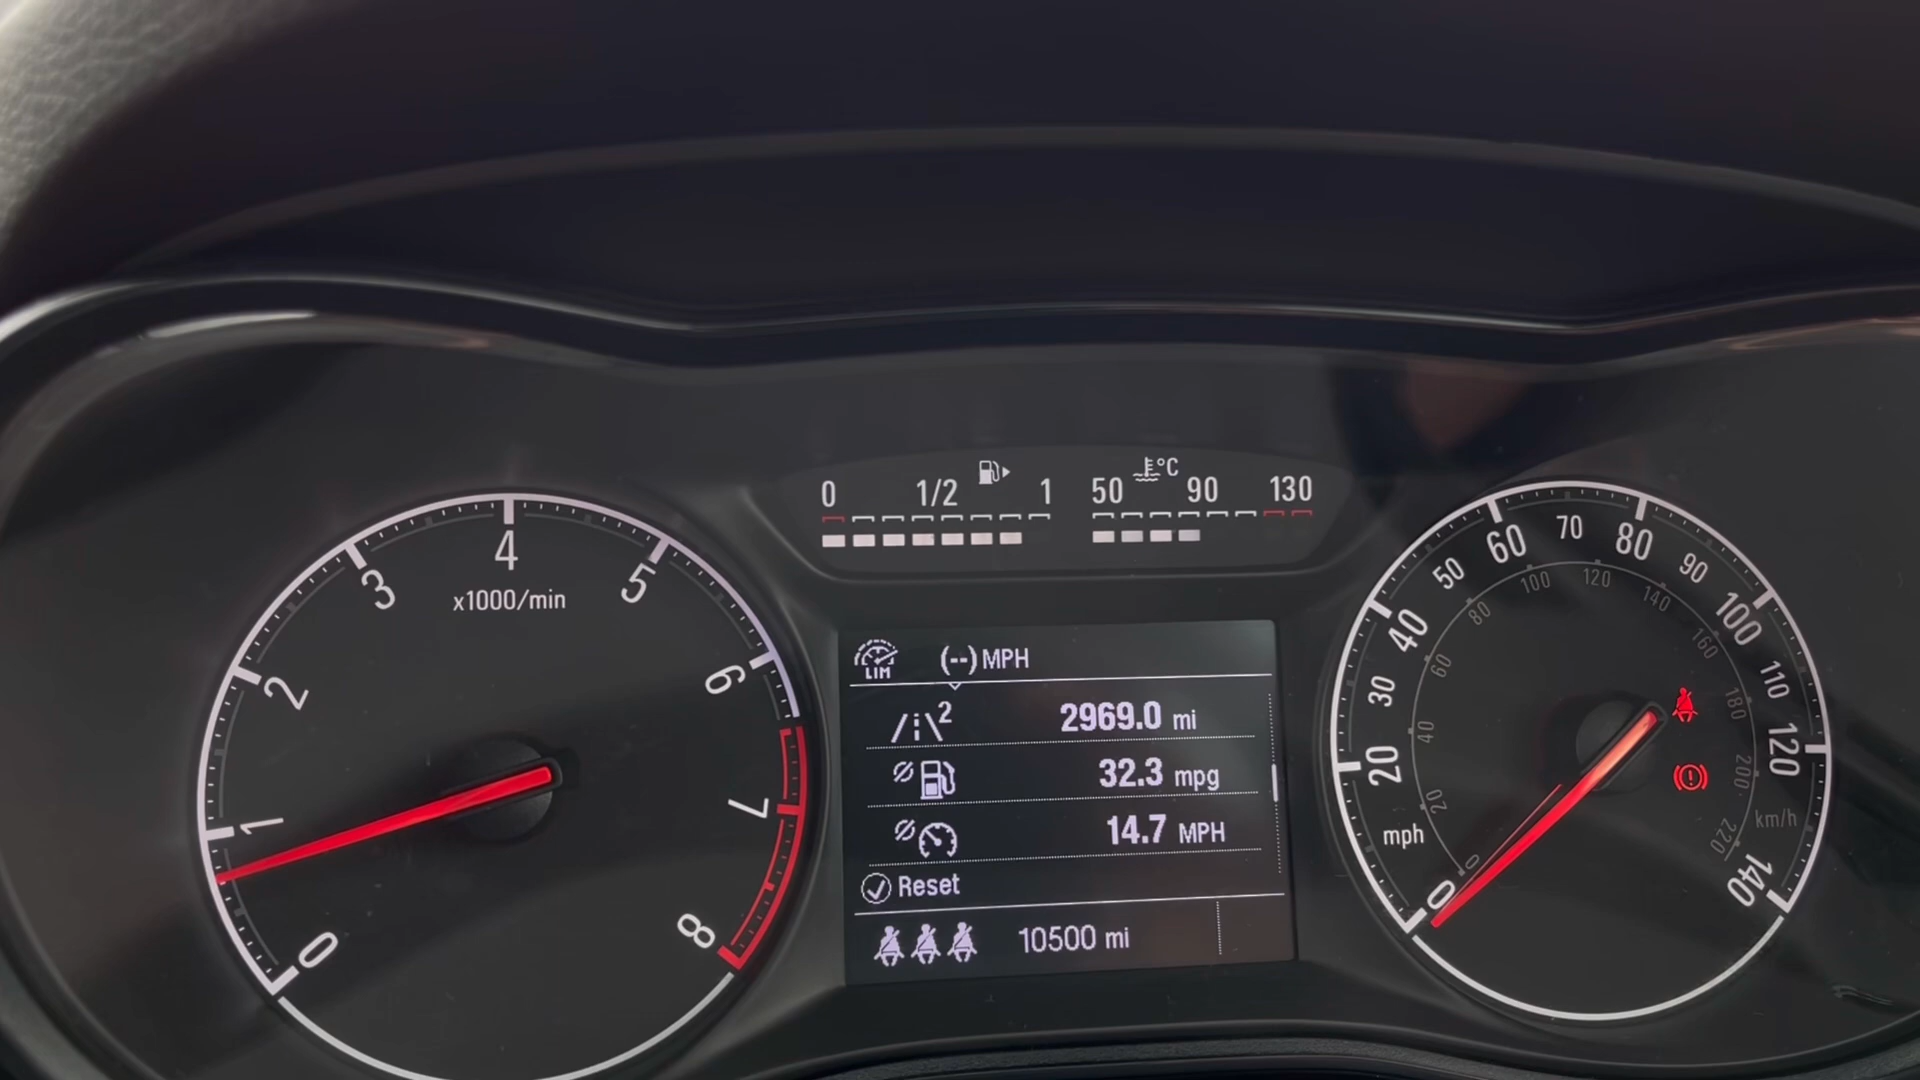 0 1/2 1
50 °C 90 130
0 1 2 3 4 5 6 7 8
x1000/min
LIM (--) MPH
2 2969.0 mi
32.3 mpg
14.7 MPH
Reset
10500 mi
0 20 30 40 50 60 70 80 90 100 110 120 140
mph
0 20 40 60 80 100 120 140 160 180 200 220
km/h